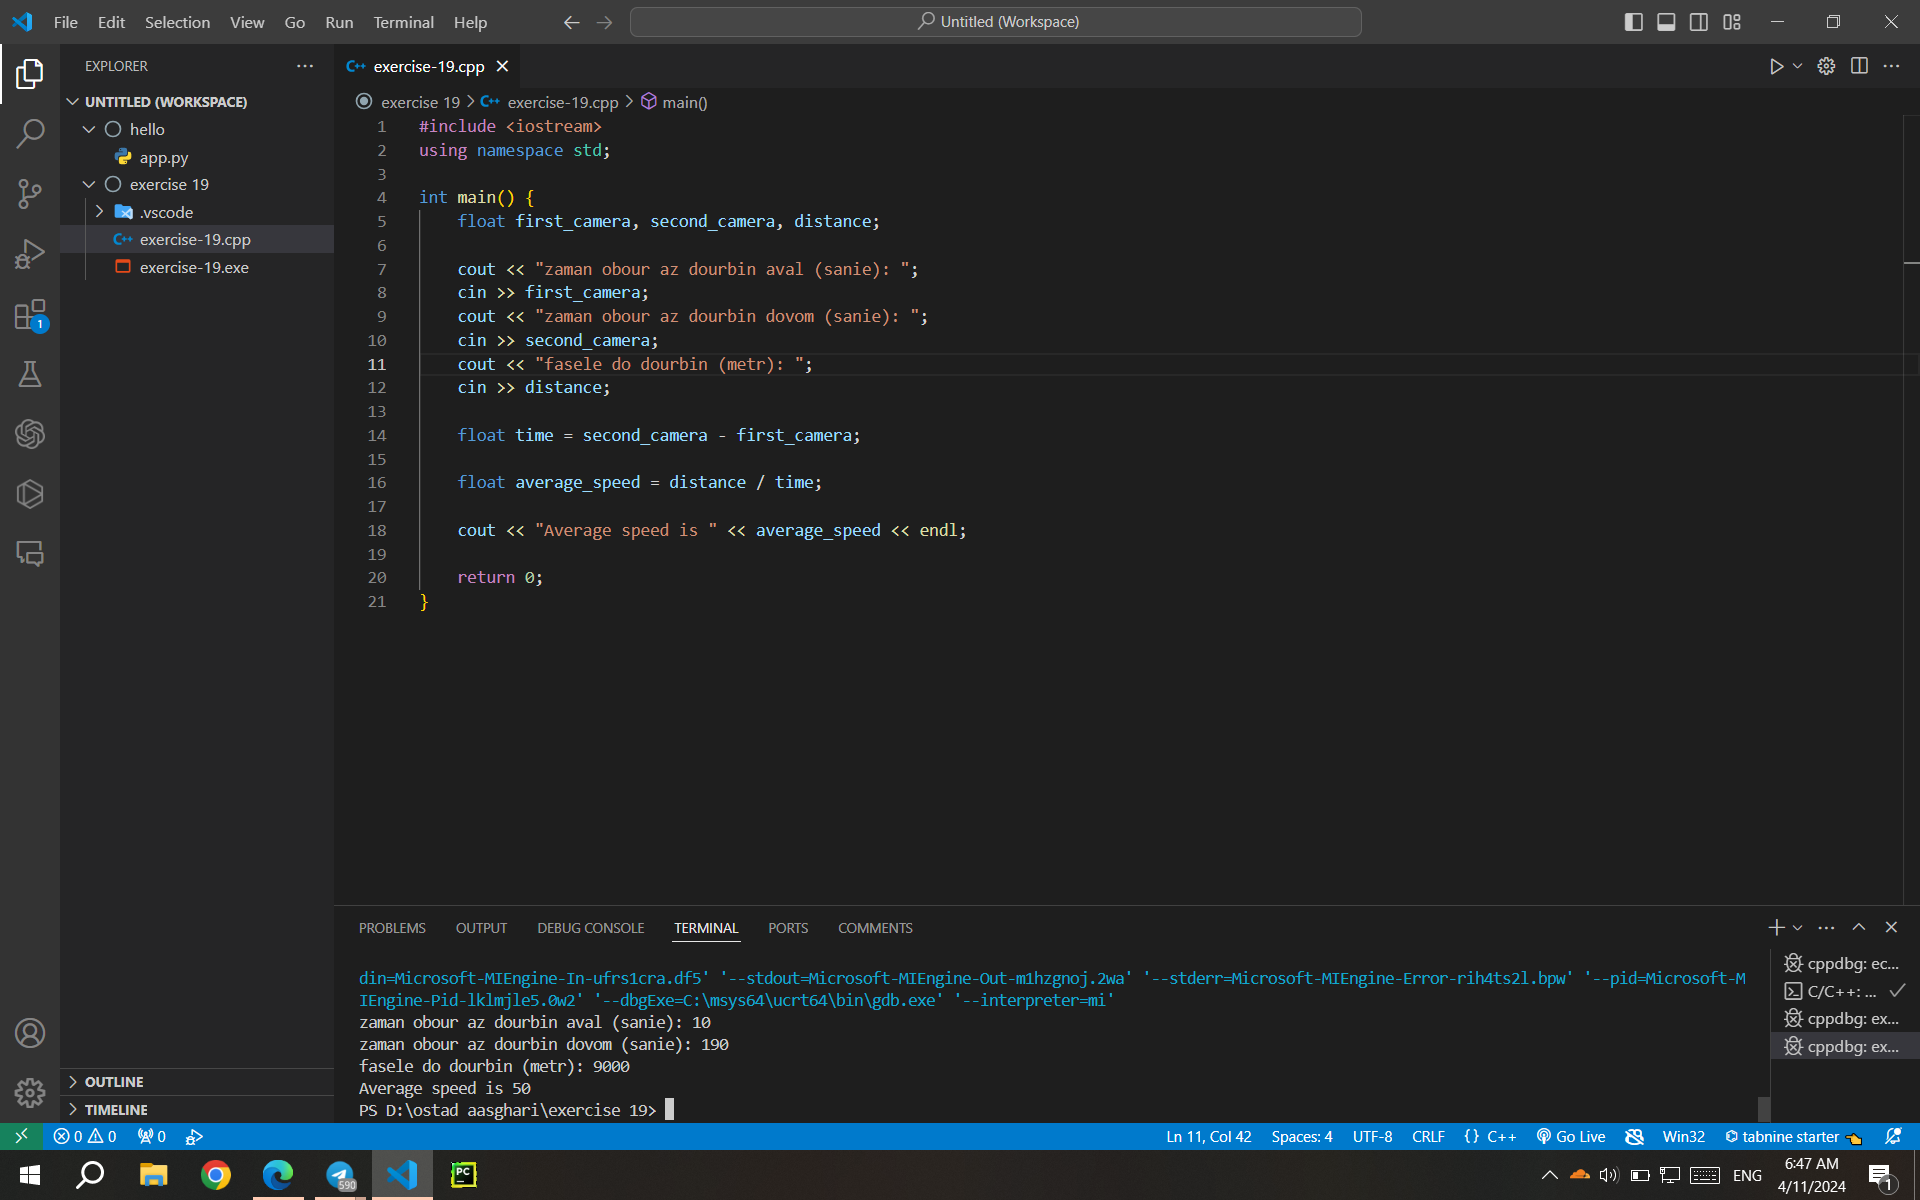 File Edit Selection View Go Run Terminal Help
Untitled (Workspace)
EXPLORER
UNTITLED (WORKSPACE)
hello
app.py
exercise 19
.vscode
exercise-19.cpp
exercise-19.exe
OUTLINE
TIMELINE
1
exercise-19.cpp
exercise 19 > exercise-19.cpp > main()
1 #include <iostream>
2 using namespace std;
3
4 int main() {
5 float first_camera, second_camera, distance;
6
7 cout << "zaman obour az dourbin aval (sanie): ";
8 cin >> first_camera;
9 cout << "zaman obour az dourbin dovom (sanie): ";
10 cin >> second_camera;
11 cout << "fasele do dourbin (metr): ";
12 cin >> distance;
13
14 float time = second_camera - first_camera;
15
16 float average_speed = distance / time;
17
18 cout << "Average speed is " << average_speed << endl;
19
20 return 0;
21 }
PROBLEMS OUTPUT DEBUG CONSOLE TERMINAL PORTS COMMENTS
din=Microsoft-MIEngine-In-ufrs1cra.df5' '--stdout=Microsoft-MIEngine-Out-m1hzgnoj.2wa' '--stderr=Microsoft-MIEngine-Error-rih4ts2l.bpw' '--pid=Microsoft-M
IEngine-Pid-lklmjle5.0w2' '--dbgExe=C:\msys64\ucrt64\bin\gdb.exe' '--interpreter=mi'
zaman obour az dourbin aval (sanie): 10
zaman obour az dourbin dovom (sanie): 190
fasele do dourbin (metr): 9000
Average speed is 50
PS D:\ostad aasghari\exercise 19>
cppdbg: ec...
C/C++: ...
cppdbg: ex...
cppdbg: ex...
0 0 0 Ln 11, Col 42 Spaces: 4 UTF-8 CRLF {} C++ Go Live Win32 tabnine starter
590 PC ENG 6:47 AM
4/11/2024 1